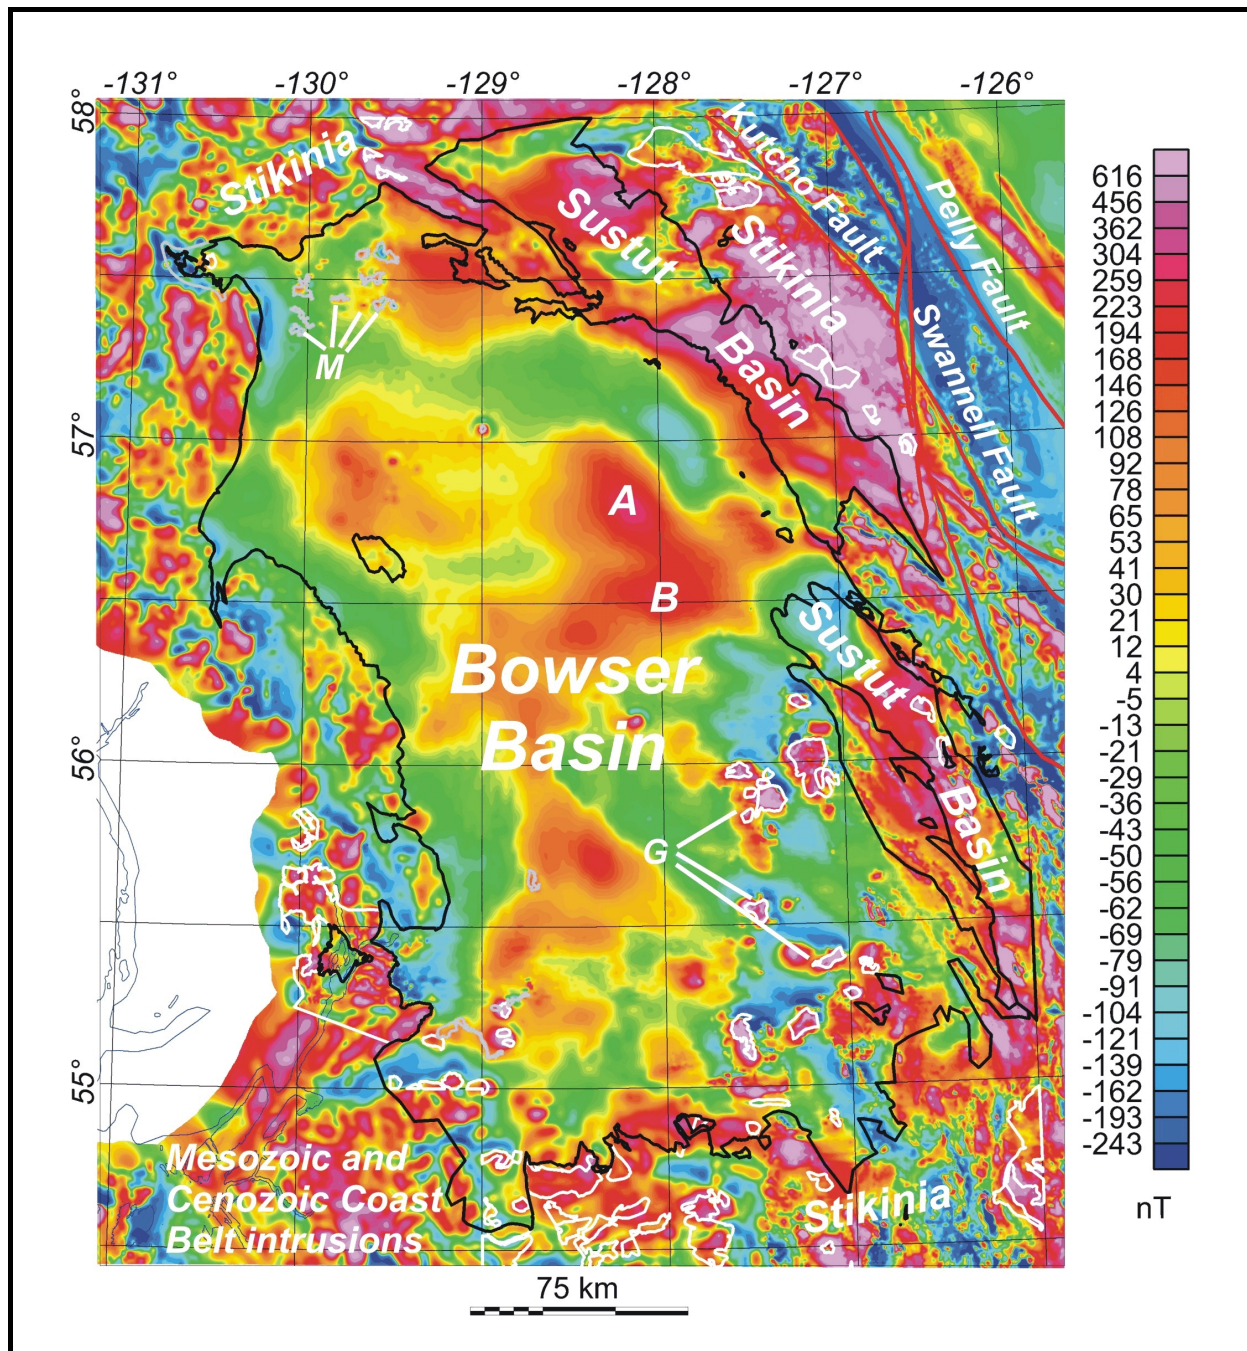 -131°
-130°
-129°
-128°
-127°
-126°
58°
57°
56°
55°
Stikinia
Sustut
Basin
Stikinia
Kutcho Fault
Pelly Fault
Swannell Fault
M
A
B
Bowser
Basin
Sustut
Basin
G
Mesozoic and
Cenozoic Coast
Belt intrusions
Stikinia
75 km
616
456
362
304
259
223
194
168
146
126
108
92
78
65
53
41
30
21
12
4
-5
-13
-21
-29
-36
-43
-50
-56
-62
-69
-79
-91
-104
-121
-139
-162
-193
-243
nT